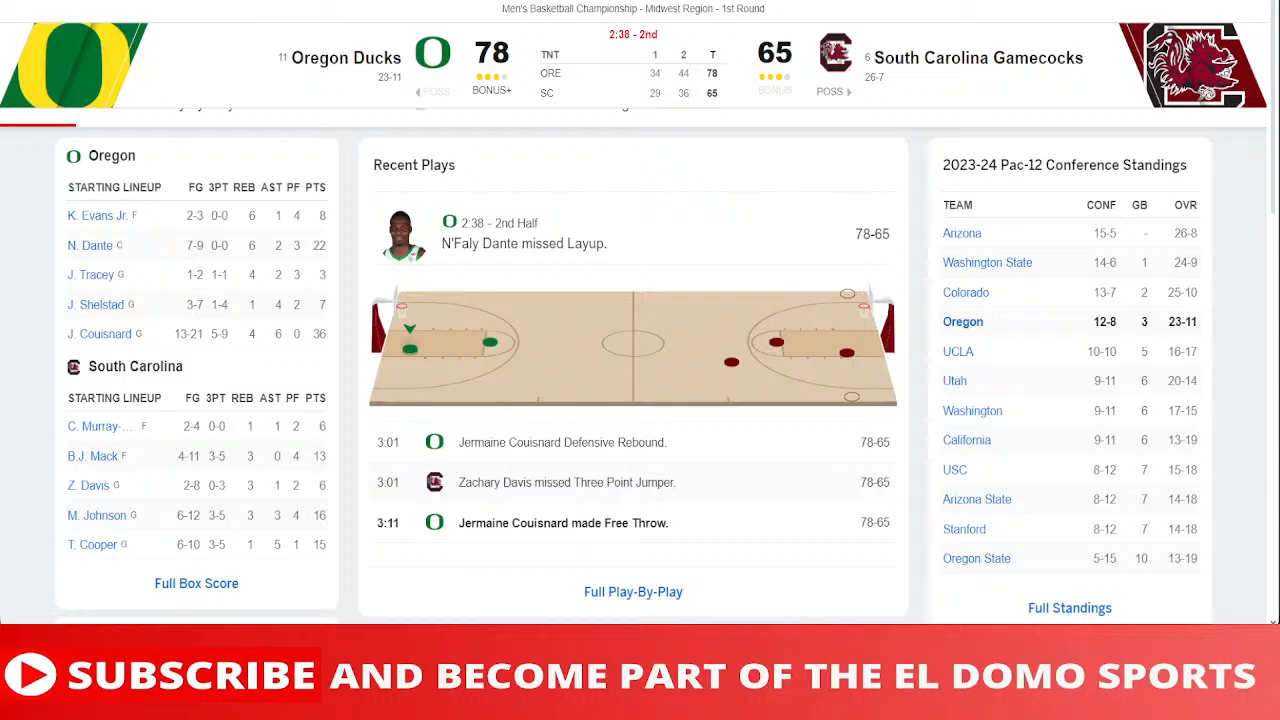 Men's Basketball Championship - Midwest Region - 1st Round
11 Oregon Ducks
23-11
POSS
78
BONUS+
2:38 - 2nd
TNT 1 2 T
ORE 34 44 78
SC 29 36 65
65
BONUS
POSS
6 South Carolina Gamecocks
26-7
Oregon
STARTING LINEUP FG 3PT REB AST PF PTS
K. Evans Jr. F 2-3 0-0 6 1 4 8
N. Dante C 7-9 0-0 6 2 3 22
J. Tracey G 1-2 1-1 4 2 3 3
J. Shelstad G 3-7 1-4 1 4 2 7
J. Couisnard G 13-21 5-9 4 6 0 36
South Carolina
STARTING LINEUP FG 3PT REB AST PF PTS
C. Murray-... F 2-4 0-0 1 1 2 6
B.J. Mack F 4-11 3-5 3 0 4 13
Z. Davis G 2-8 0-3 3 1 2 6
M. Johnson G 6-12 3-5 3 3 4 16
T. Cooper G 6-10 3-5 1 5 1 15
Full Box Score
Recent Plays
2:38 - 2nd Half
N'Faly Dante missed Layup.
78-65
3:01 Jermaine Couisnard Defensive Rebound. 78-65
3:01 Zachary Davis missed Three Point Jumper. 78-65
3:11 Jermaine Couisnard made Free Throw. 78-65
Full Play-By-Play
2023-24 Pac-12 Conference Standings
TEAM CONF GB OVR
Arizona 15-5 - 26-8
Washington State 14-6 1 24-9
Colorado 13-7 2 25-10
Oregon 12-8 3 23-11
UCLA 10-10 5 16-17
Utah 9-11 6 20-14
Washington 9-11 6 17-15
California 9-11 6 13-19
USC 8-12 7 15-18
Arizona State 8-12 7 14-18
Stanford 8-12 7 14-18
Oregon State 5-15 10 13-19
Full Standings
SUBSCRIBE AND BECOME PART OF THE EL DOMO SPORTS